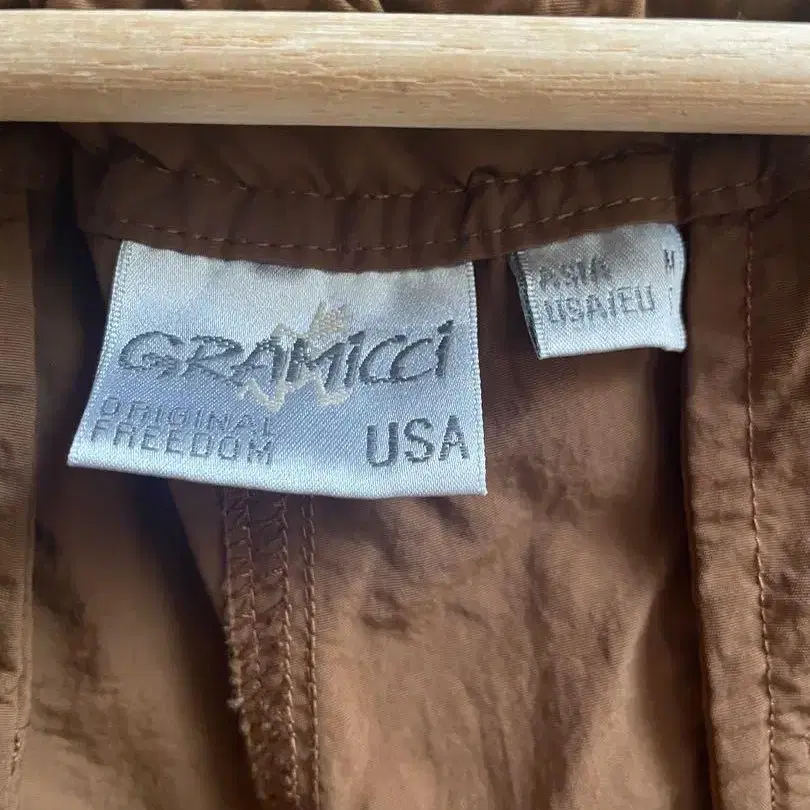 GRAMICCI
ORIGINAL
FREEDOM
USA
ASIA M
USA/EU